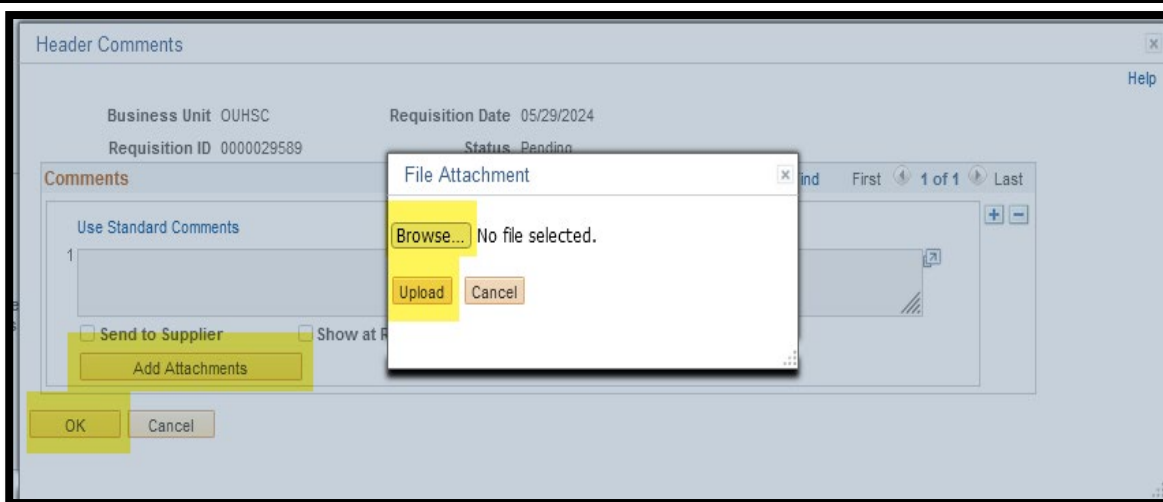 Header Comments
Help
Business Unit OUHSC Requisition Date 05/29/2024
Requisition ID 0000029589 Status Pending
Comments
First 1 of 1 Last
Use Standard Comments
1
Send to Supplier Show at
Add Attachments
OK Cancel
File Attachment
Browse... No file selected.
Upload Cancel